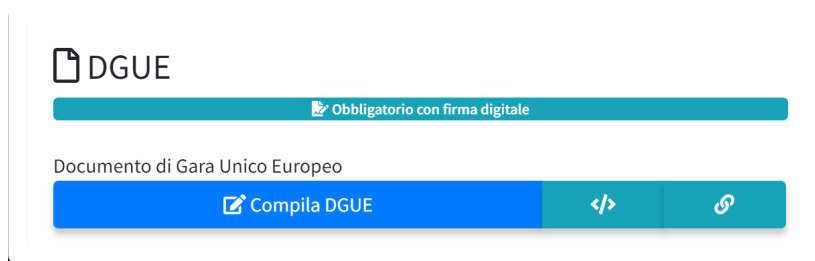 DGUE
Obbligatorio con firma digitale
Documento di Gara Unico Europeo
Compila DGUE
</>